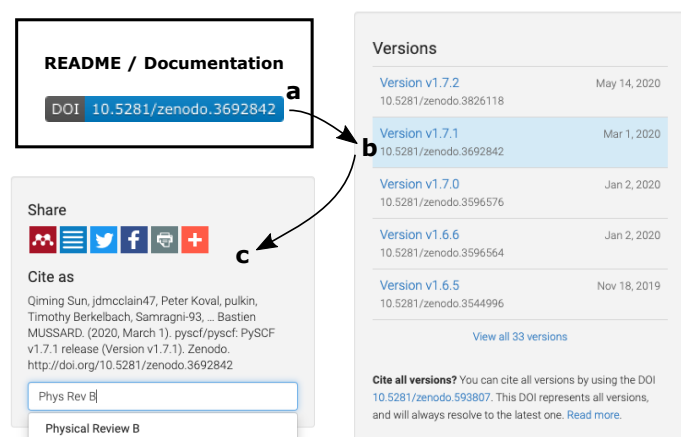 README / Documentation
DOI 10.5281/zenodo.3692842
a
b
c
Share
Cite as
Qiming Sun, jdmcclain47, Peter Koval, pulkin,
Timothy Berkelbach, Samragni-93, ... Bastien
MUSSARD. (2020, March 1). pyscf/pyscf: PySCF
v1.7.1 release (Version v1.7.1). Zenodo.
http://doi.org/10.5281/zenodo.3692842
Phys Rev B
Physical Review B
Versions
Version v1.7.2 May 14, 2020
10.5281/zenodo.3826118
Version v1.7.1 Mar 1, 2020
10.5281/zenodo.3692842
Version v1.7.0 Jan 2, 2020
10.5281/zenodo.3596576
Version v1.6.6 Jan 2, 2020
10.5281/zenodo.3596564
Version v1.6.5 Nov 18, 2019
10.5281/zenodo.3544996
View all 33 versions
Cite all versions? You can cite all versions by using the DOI
10.5281/zenodo.593807. This DOI represents all versions,
and will always resolve to the latest one. Read more.